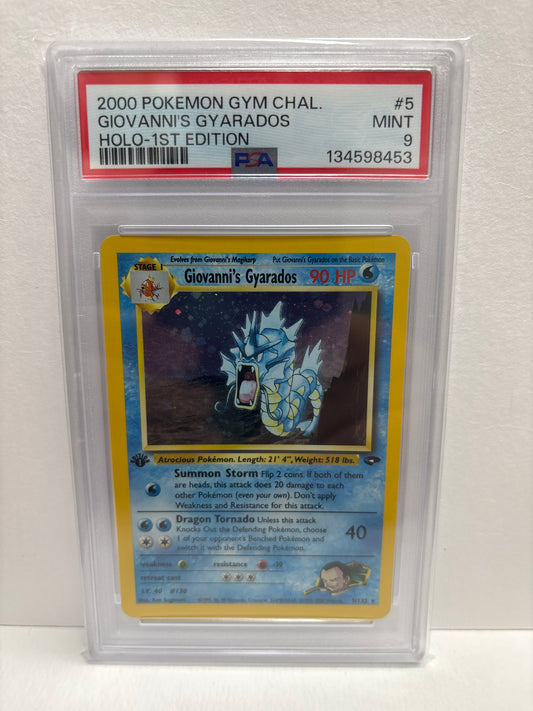 2000 POKEMON GYM CHAL. #5
GIOVANNI'S GYARADOS MINT
HOLO-1ST EDITION 9
PSA 134598453
Evolves from Giovanni's Magikarp Put Giovanni's Gyarados on the Basic Pokémon
STAGE 1
Giovanni's Gyarados 90 HP
Atrocious Pokémon. Length: 21' 4", Weight: 518 lbs.
Summon Storm Flip 2 coins. If both of them
are heads, this attack does 20 damage to each
other Pokémon (even your own). Don't apply
Weakness and Resistance for this attack.
Dragon Tornado Unless this attack
Knocks Out the Defending Pokémon, choose
1 of your opponent's Benched Pokémon and
switch it with the Defending Pokémon.
40
weakness resistance -30
retreat cost
LV. 40 #130
5/132